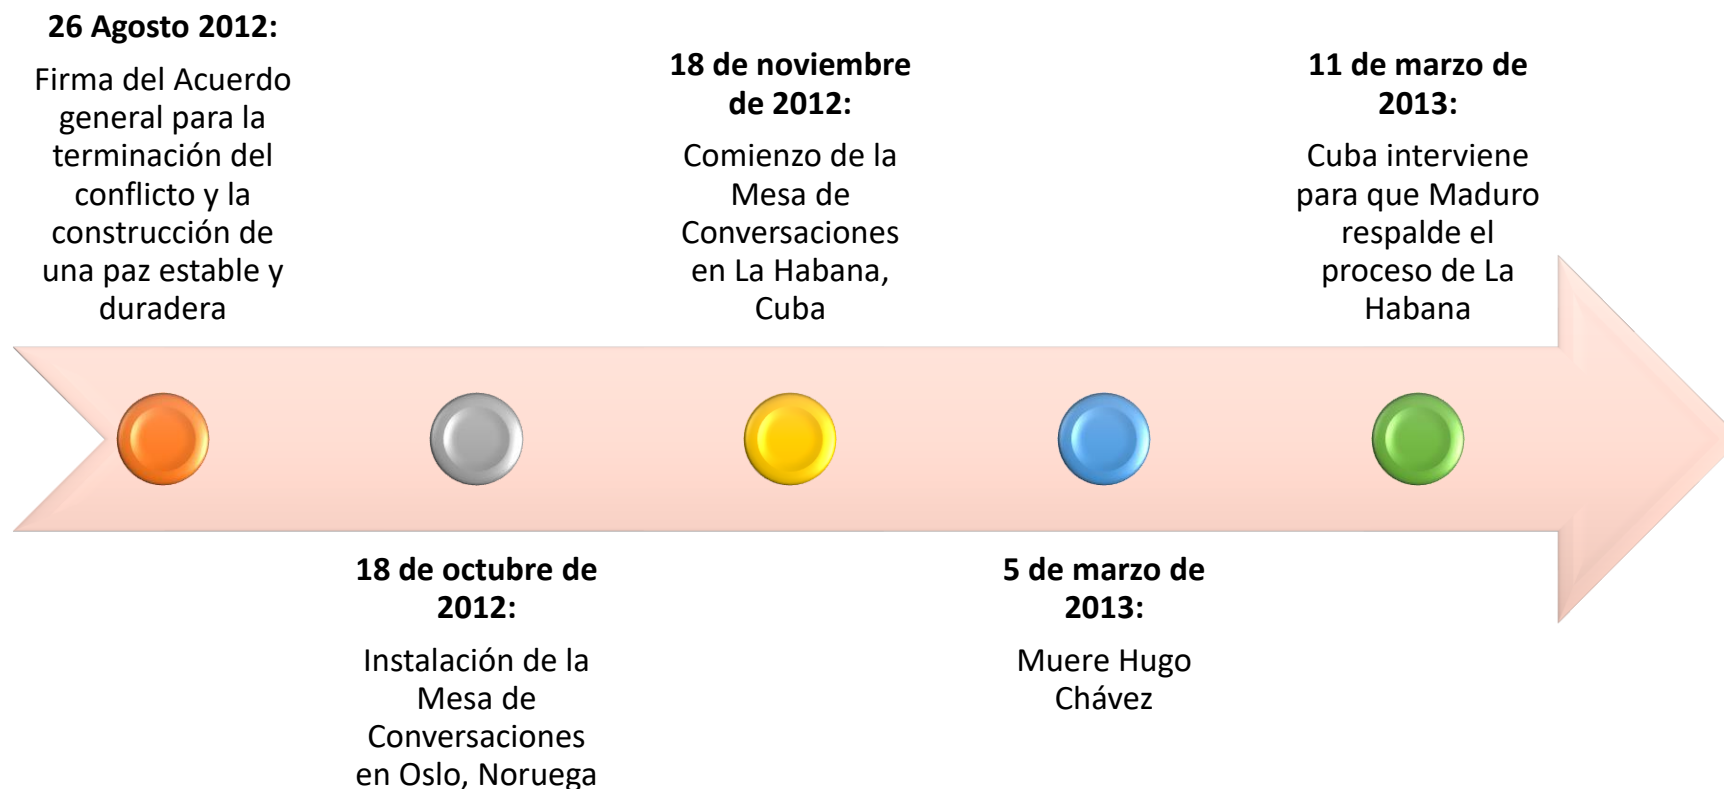 26 Agosto 2012:
Firma del Acuerdo
general para la
terminación del
conflicto y la
construcción de
una paz estable y
duradera
18 de octubre de
2012:
Instalación de la
Mesa de
Conversaciones
en Oslo, Noruega
18 de noviembre
de 2012:
Comienzo de la
Mesa de
Conversaciones
en La Habana,
Cuba
5 de marzo de
2013:
Muere Hugo
Chávez
11 de marzo de
2013:
Cuba interviene
para que Maduro
respalde el
proceso de La
Habana